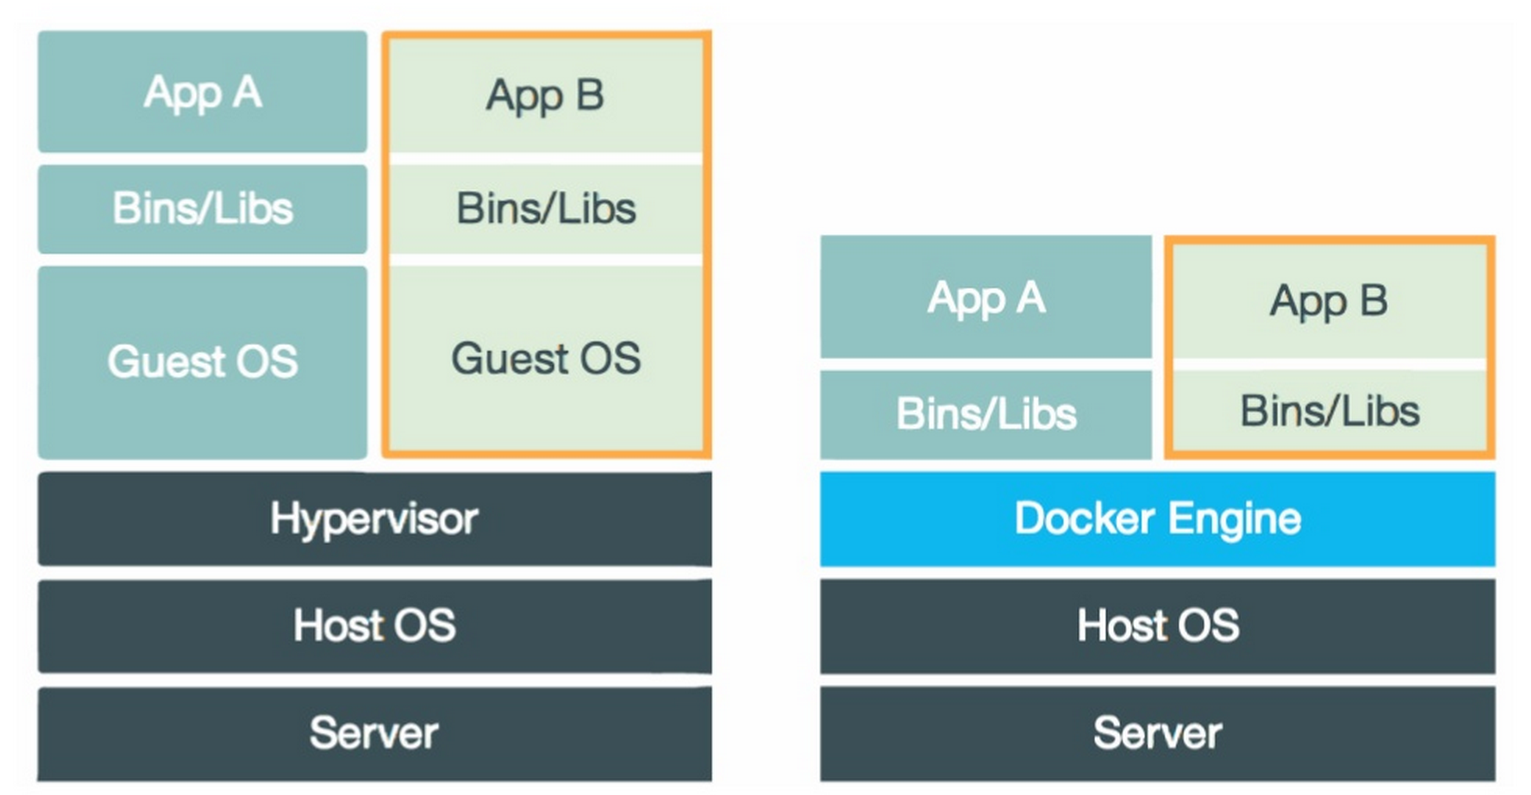 App A
App B
Bins/Libs
Bins/Libs
Guest OS
Guest OS
Hypervisor
Host OS
Server
App A
App B
Bins/Libs
Bins/Libs
Docker Engine
Host OS
Server